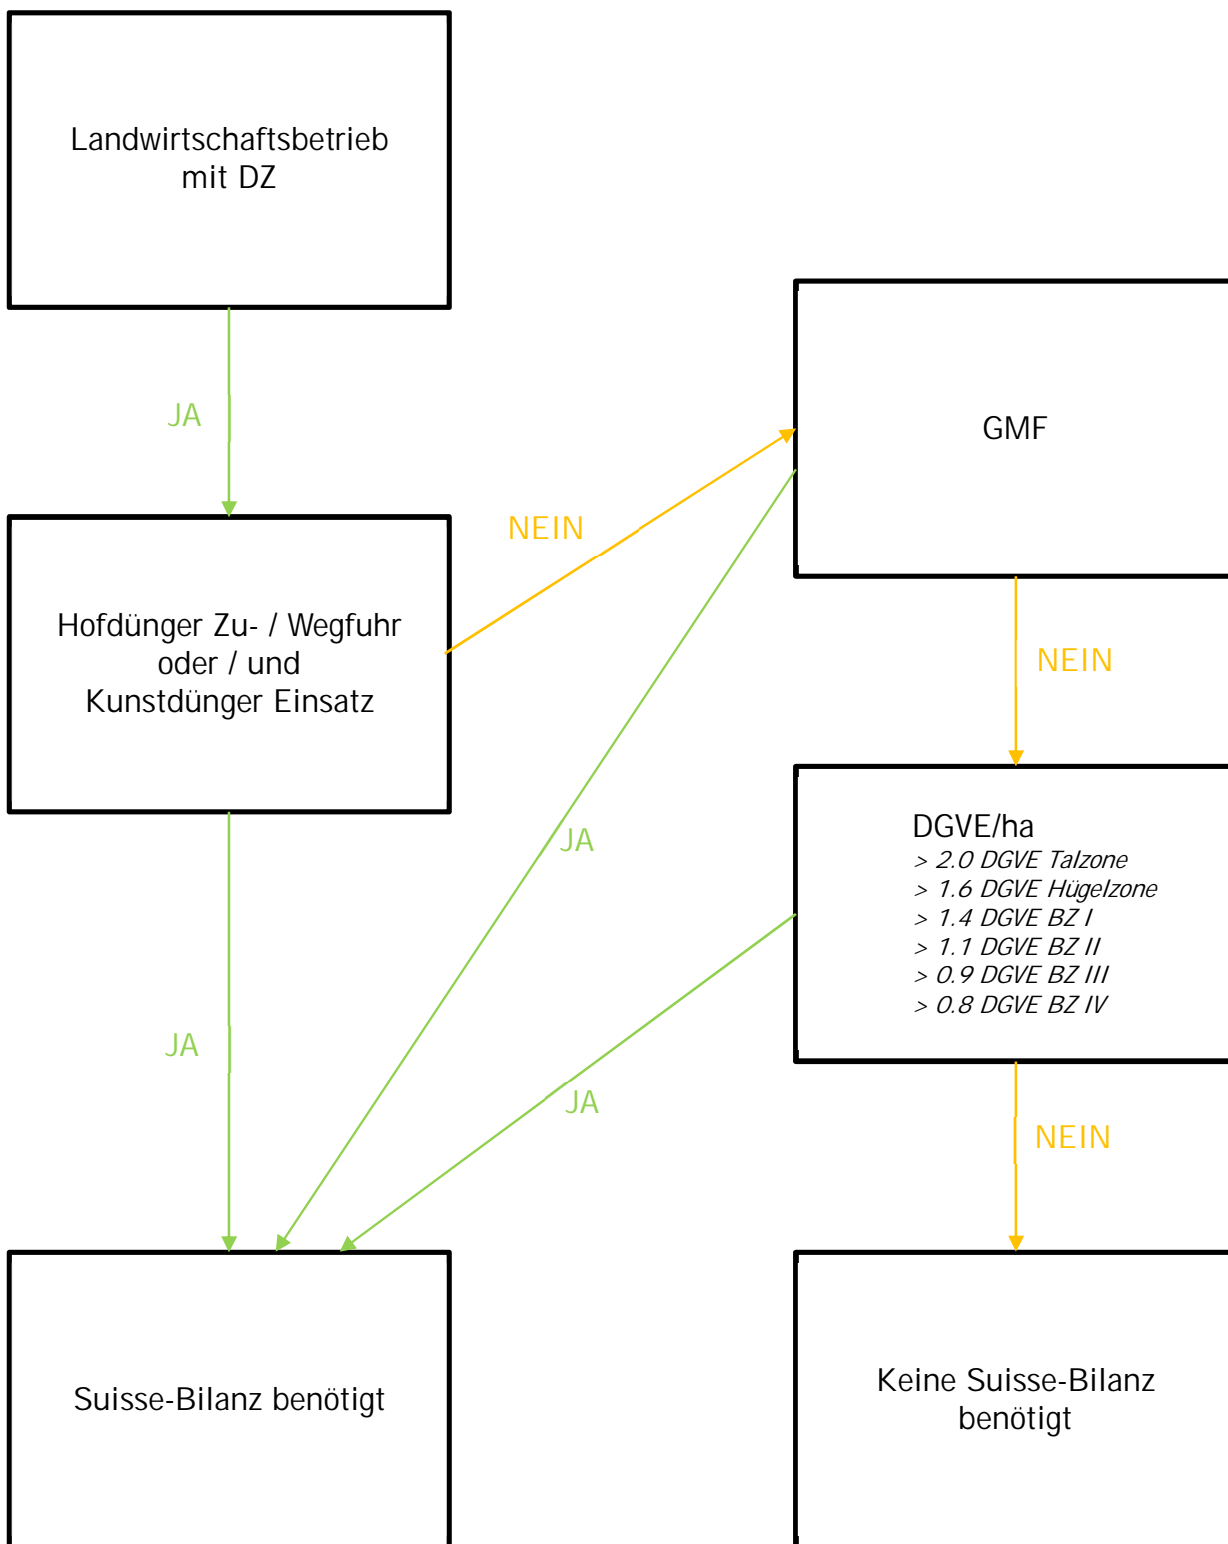 Landwirtschaftsbetrieb
mit DZ
JA
Hofdünger Zu- / Wegfuhr
oder / und
Kunstdünger Einsatz
NEIN
GMF
JA
NEIN
DGVE/ha
> 2.0 DGVE Talzone
> 1.6 DGVE Hügelzone
> 1.4 DGVE BZ I
> 1.1 DGVE BZ II
> 0.9 DGVE BZ III
> 0.8 DGVE BZ IV
JA
JA
NEIN
Suisse-Bilanz benötigt
Keine Suisse-Bilanz
benötigt